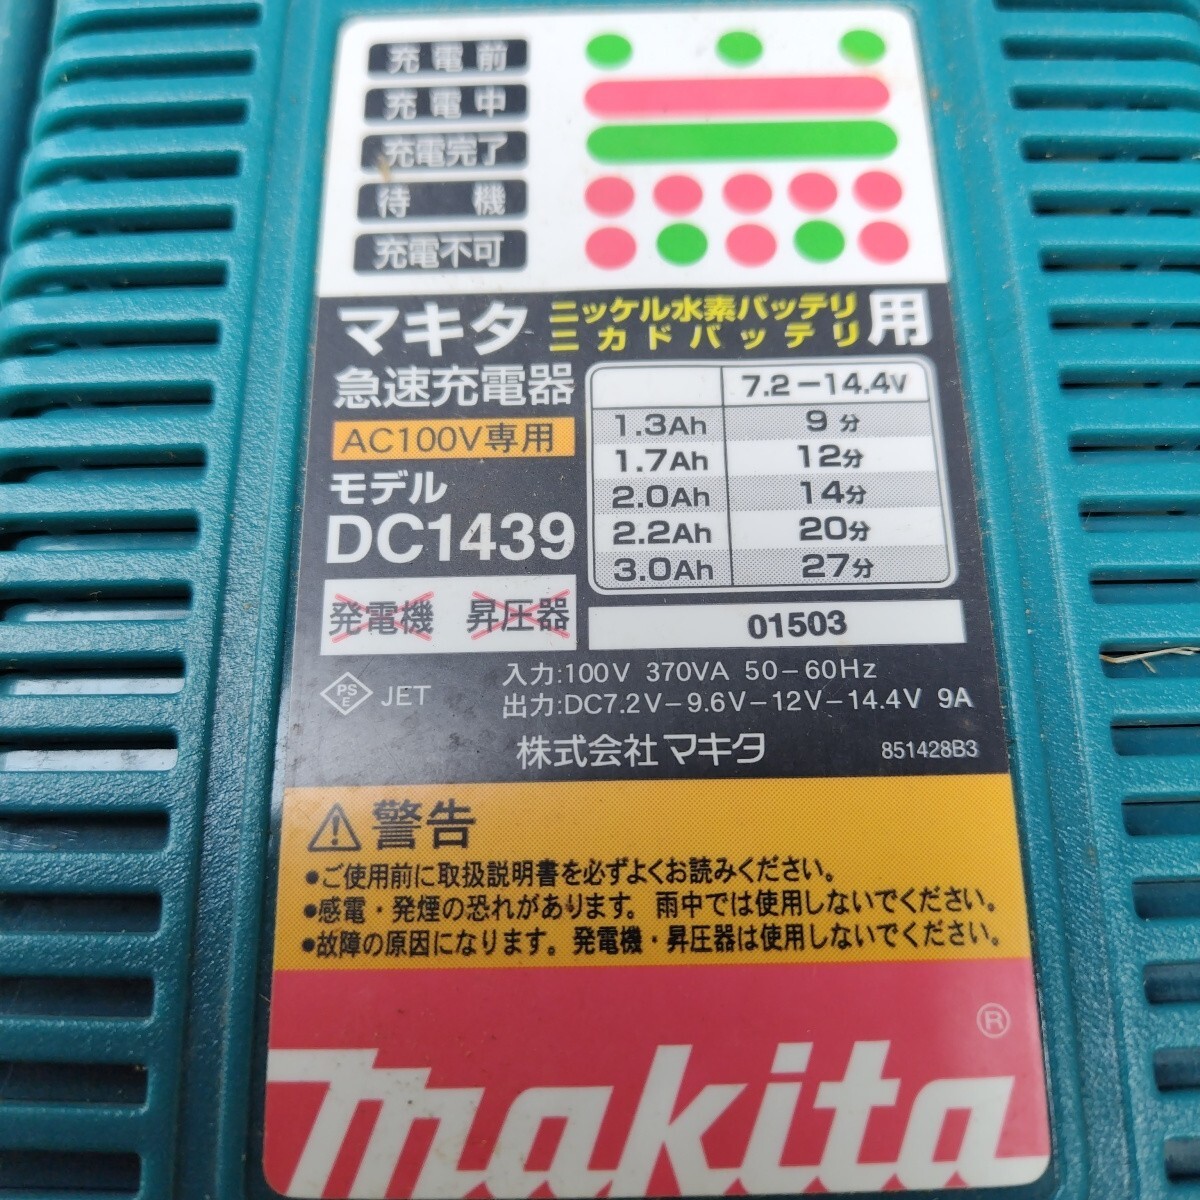 充電前
充電中
充電完了
待機
充電不可
マキタ ニッケル水素バッテリ ニカドバッテリ 用
急速充電器
AC100V専用
モデル
DC1439
発電機 昇圧器
7.2-14.4V
1.3Ah 9分
1.7Ah 12分
2.0Ah 14分
2.2Ah 20分
3.0Ah 27分
01503
PS
E
JET
入力:100V 370VA 50-60Hz
出力:DC7.2V-9.6V-12V-14.4V 9A
株式会社マキタ 851428B3
警告
●ご使用前に取扱説明書を必ずよくお読みください。
●感電・発煙の恐れがあります。雨中では使用しないでください。
●故障の原因になります。発電機・昇圧器は使用しないでください。
makita®